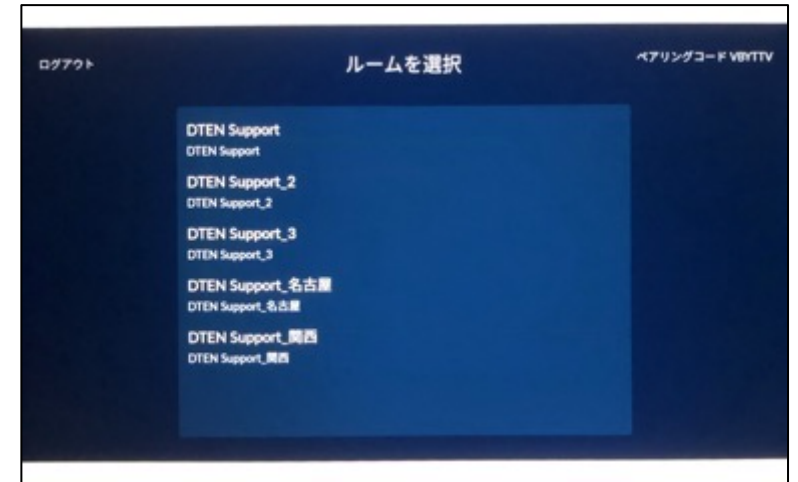 ログアウト
ルームを選択
ペアリングコード VBYTTV
DTEN Support
DTEN Support
DTEN Support_2
DTEN Support_2
DTEN Support_3
DTEN Support_3
DTEN Support_名古屋
DTEN Support_名古屋
DTEN Support_関西
DTEN Support_関西